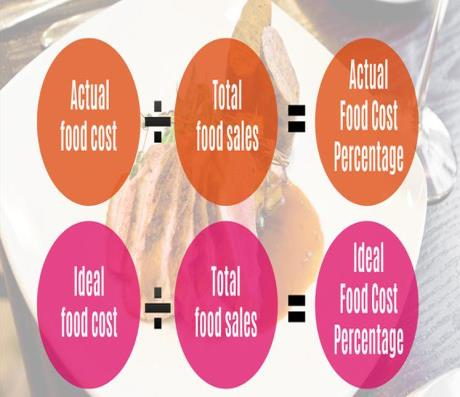 Actual
food cost
÷
Total
food sales
=
Actual
Food Cost
Percentage
Ideal
food cost
÷
Total
food sales
=
Ideal
Food Cost
Percentage